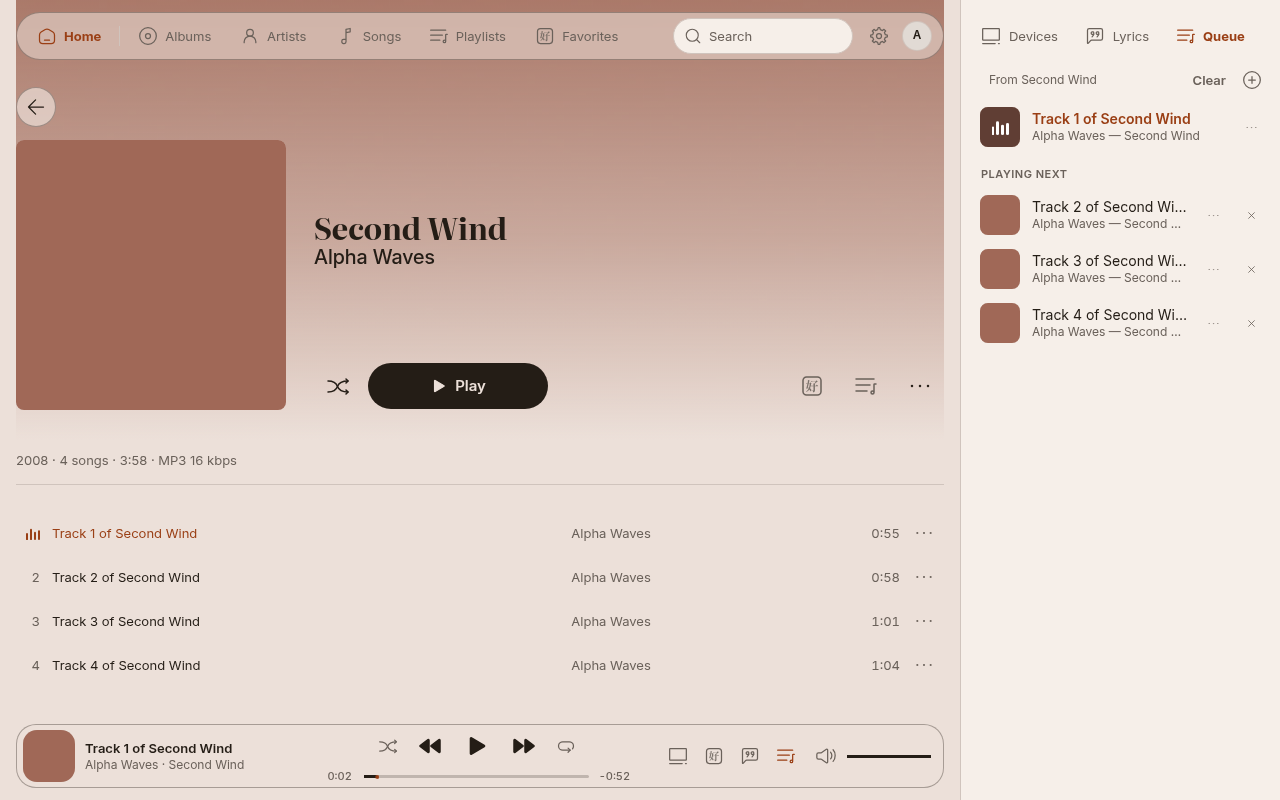 Home
Albums
Artists
Songs
Playlists
好
Favorites
Search
A
Devices
Lyrics
Queue
From Second Wind
Clear
Track 1 of Second Wind
Alpha Waves — Second Wind
PLAYING NEXT
Track 2 of Second Wi...
Alpha Waves — Second ...
Track 3 of Second Wi...
Alpha Waves — Second ...
Track 4 of Second Wi...
Alpha Waves — Second ...
Second Wind
Alpha Waves
Play
好
2008 · 4 songs · 3:58 · MP3 16 kbps
Track 1 of Second Wind Alpha Waves 0:55
2 Track 2 of Second Wind Alpha Waves 0:58
3 Track 3 of Second Wind Alpha Waves 1:01
4 Track 4 of Second Wind Alpha Waves 1:04
Track 1 of Second Wind
Alpha Waves · Second Wind
0:02
-0:52
好